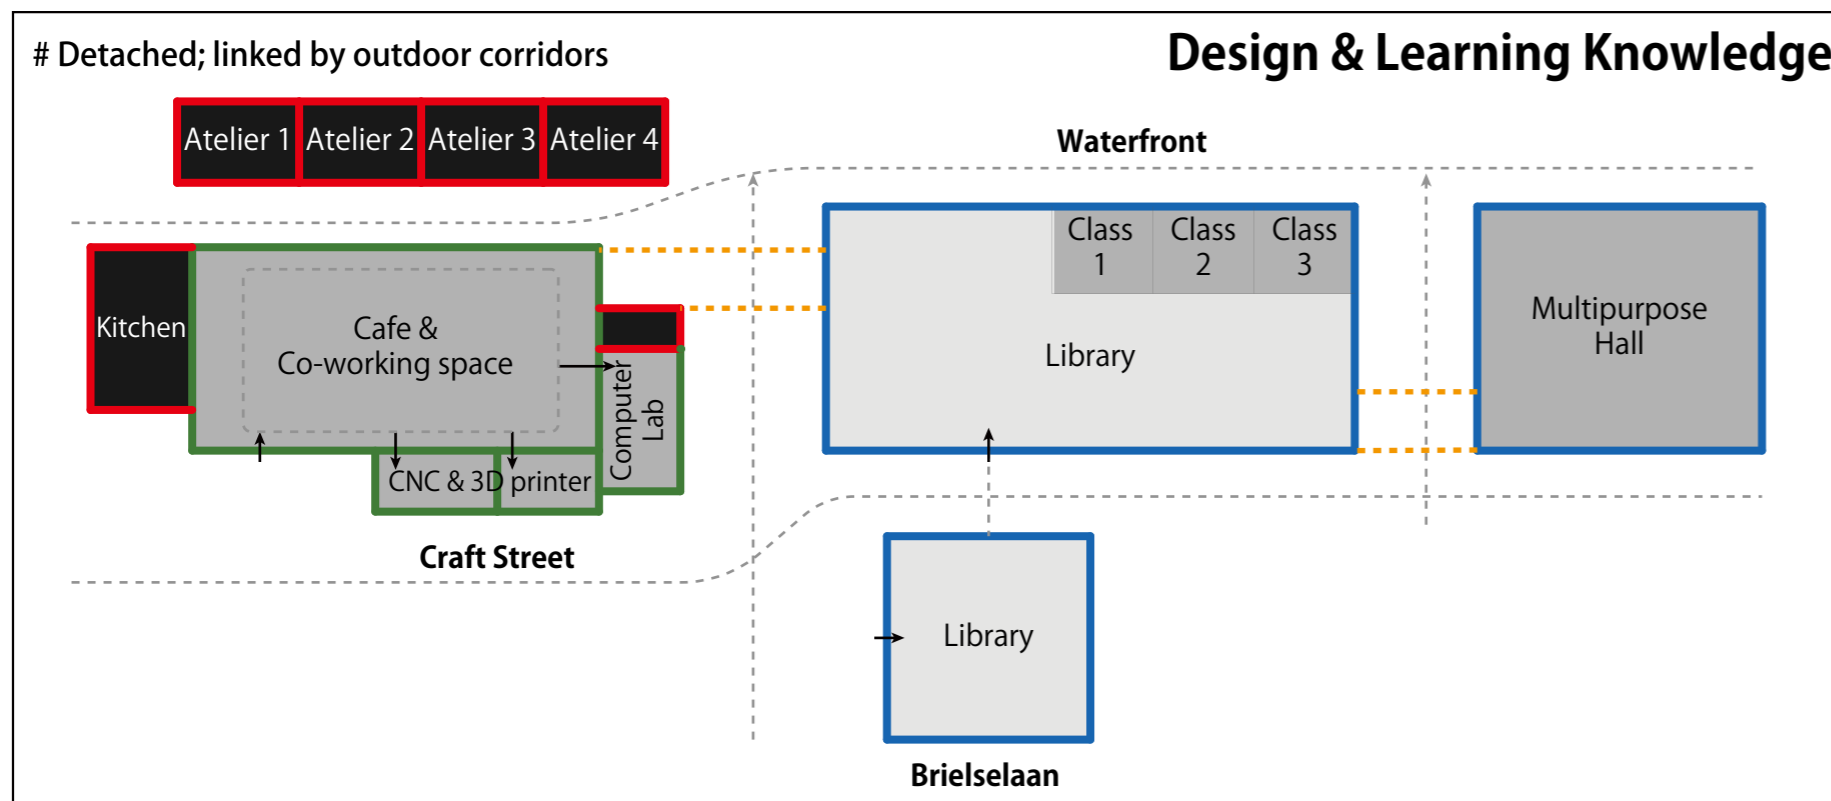 # Detached; linked by outdoor corridors
Design & Learning Knowledge
Atelier 1
Atelier 2
Atelier 3
Atelier 4
Waterfront
Kitchen
Cafe &
Co-working space
Computer
Lab
CNC & 3D printer
Craft Street
Class
1
Class
2
Class
3
Library
Multipurpose
Hall
Library
Brielselaan